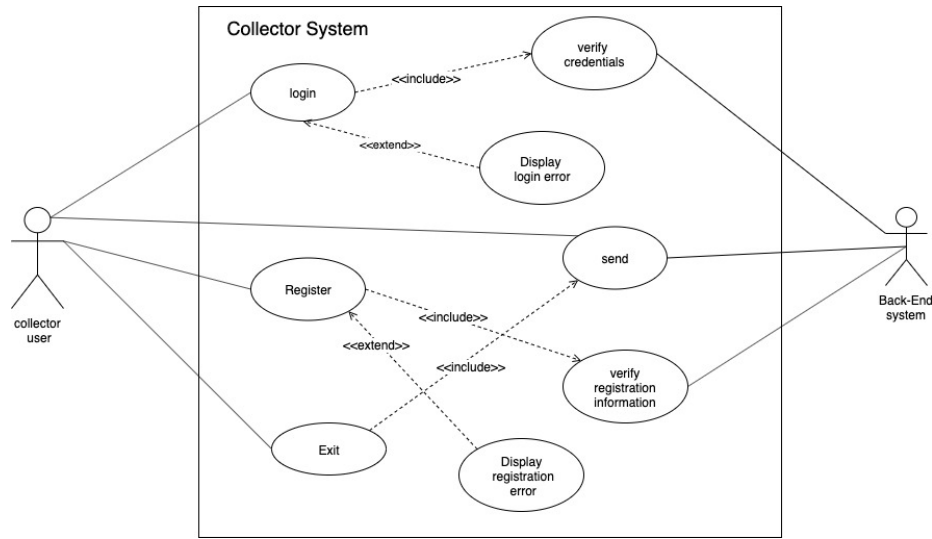 Collector System
verify
credentials
<<include>>
login
<<extend>>
Display
login error
send
Register
<<include>>
Back-End
system
collector
user
<<extend>>
<<include>>
verify
registration
information
Exit
Display
registration
error